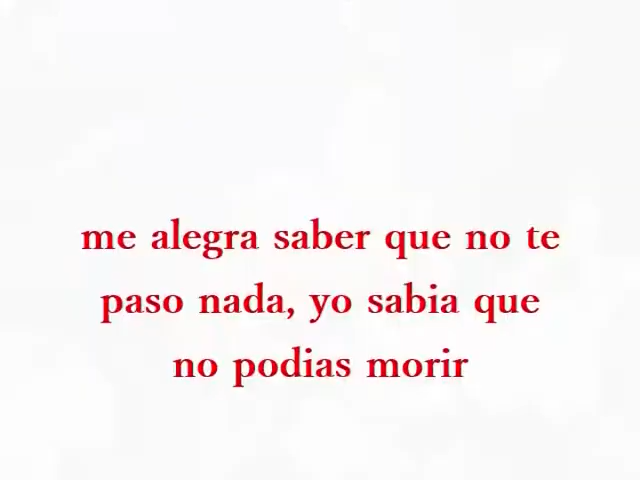 me alegra saber que no te
paso nada, yo sabia que
no podias morir